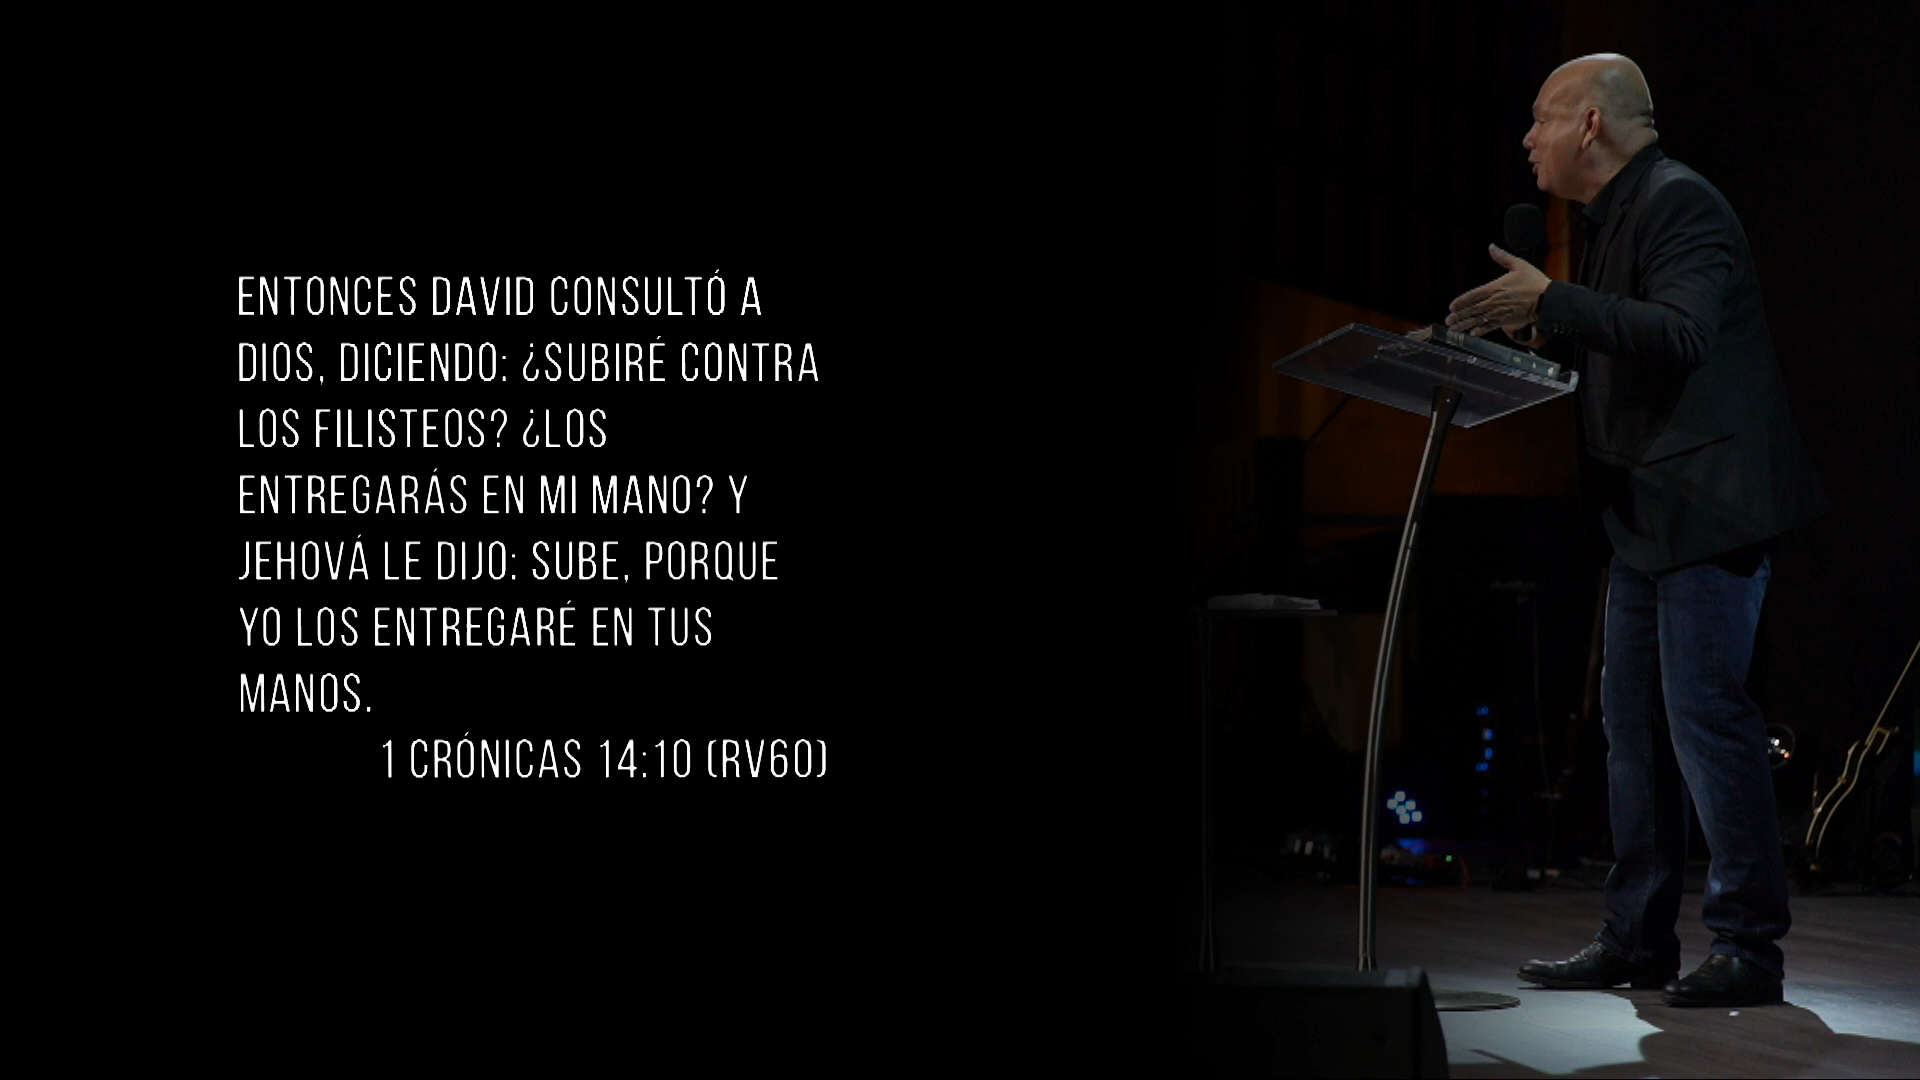 ENTONCES DAVID CONSULTÓ A
DIOS, DICIENDO: ¿SUBIRÉ CONTRA
LOS FILISTEOS? ¿LOS
ENTREGARÁS EN MI MANO? Y
JEHOVÁ LE DIJO: SUBE, PORQUE
YO LOS ENTREGARÉ EN TUS
MANOS.
1 CRÓNICAS 14:10 (RV60)